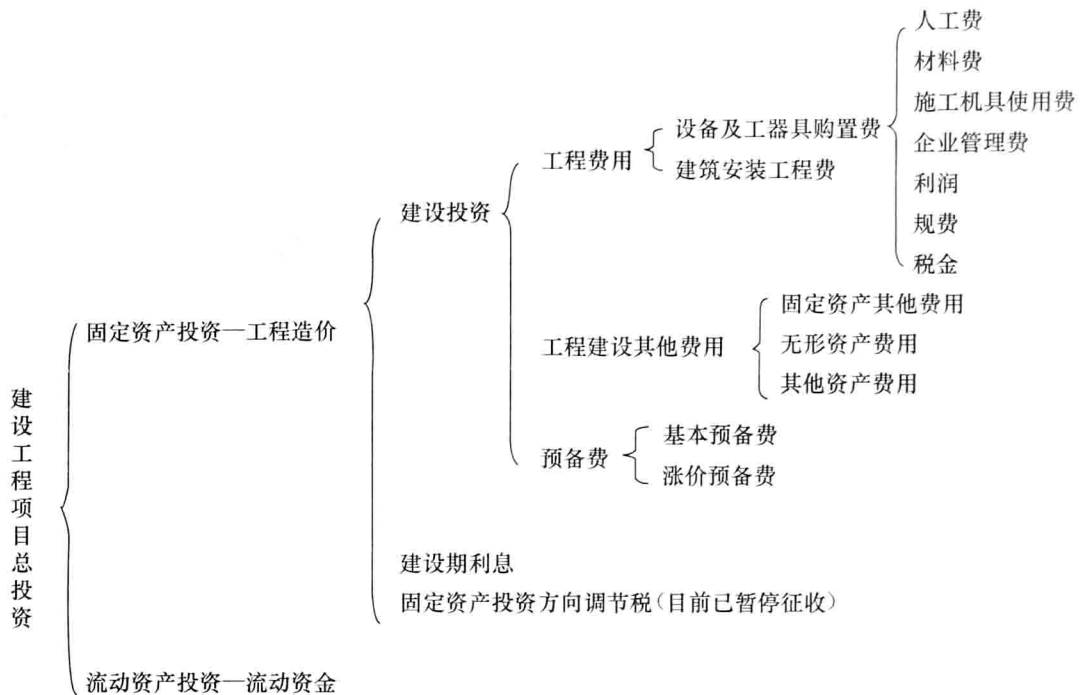 建设工程项目总投资
固定资产投资—工程造价
建设投资
工程费用
设备及工器具购置费
建筑安装工程费
人工费
材料费
施工机具使用费
企业管理费
利润
规费
税金
工程建设其他费用
固定资产其他费用
无形资产费用
其他资产费用
预备费
基本预备费
涨价预备费
建设期利息
固定资产投资方向调节税(目前已暂停征收)
流动资产投资—流动资金